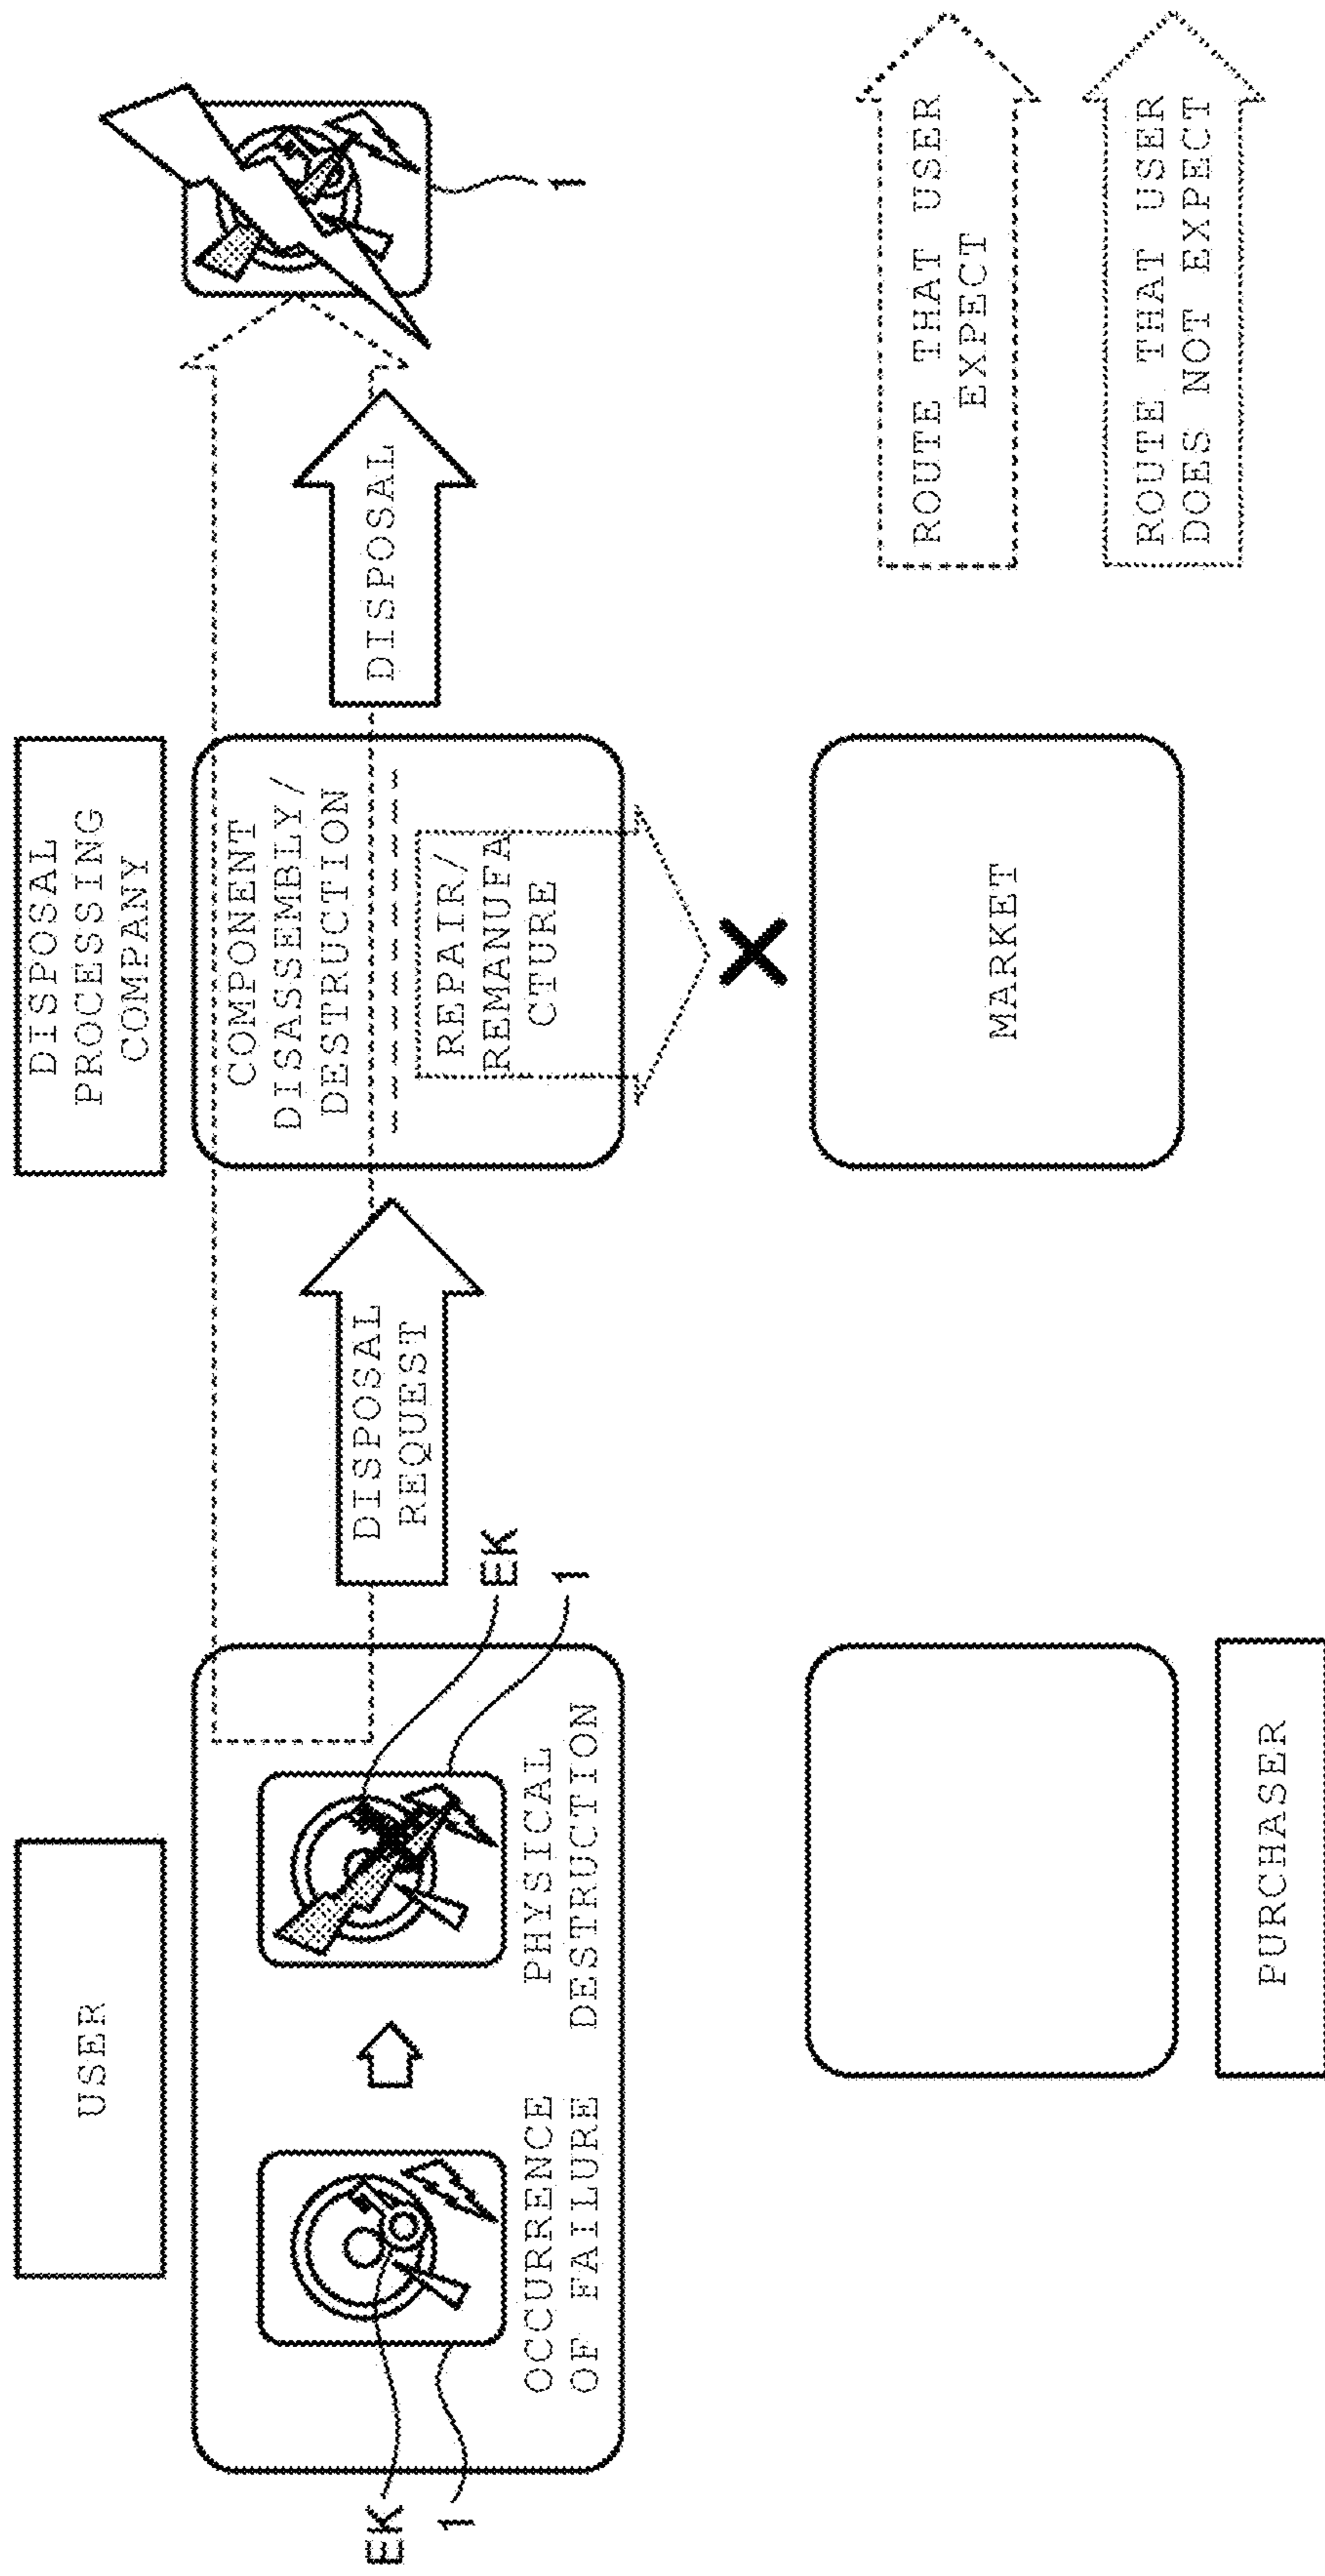 USER
EK
1
OCCURRENCE
OF FAILURE
PHYSICAL
DESTRUCTION
EK
1
DISPOSAL
REQUEST
DISPOSAL
PROCESSING
COMPANY
COMPONENT
DISASSEMBLY/
DESTRUCTION
REPAIR/
REMANUFA
CTURE
DISPOSAL
1
PURCHASER
MARKET
ROUTE THAT USER
EXPECT
ROUTE THAT USER
DOES NOT EXPECT